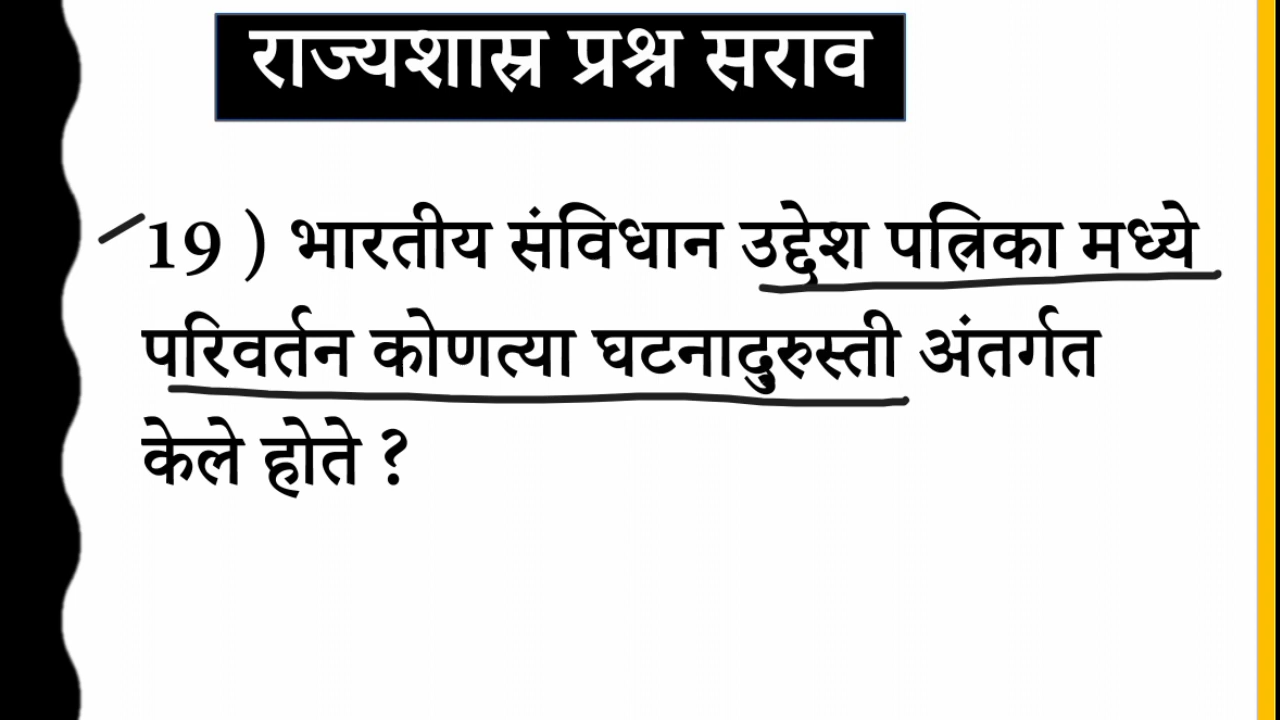 राज्यशास्र प्रश्न सराव
19 ) भारतीय संविधान उद्देश पत्रिका मध्ये
परिवर्तन कोणत्या घटनादुरुस्ती अंतर्गत
केले होते ?